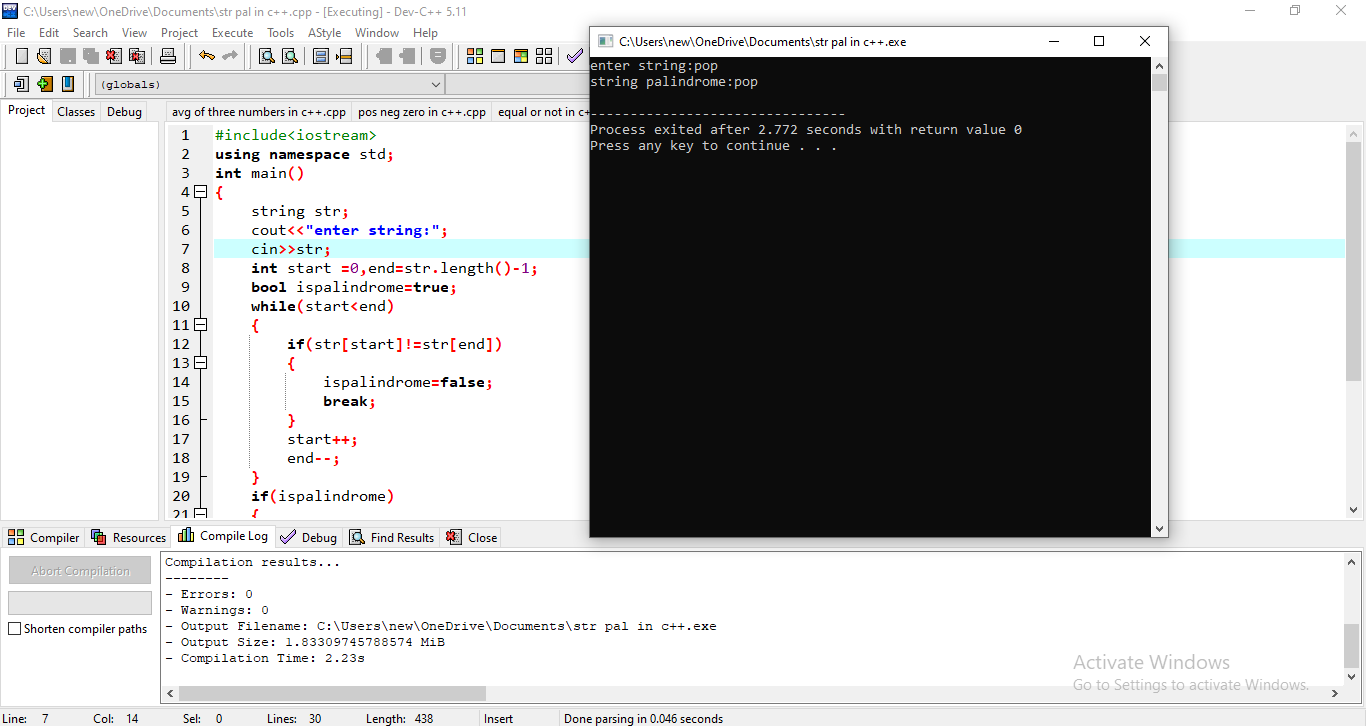 C:\Users\new\OneDrive\Documents\str pal in c++.cpp - [Executing] - Dev-C++ 5.11
File Edit Search View Project Execute Tools AStyle Window Help
(globals)
Project Classes Debug
avg of three numbers in c++.cpp pos neg zero in c++.cpp equal or not in c+
1 #include<iostream>
2 using namespace std;
3 int main()
4 {
5 string str;
6 cout<<"enter string:";
7 cin>>str;
8 int start =0,end=str.length()-1;
9 bool ispalindrome=true;
10 while(start<end)
11 {
12 if(str[start]!=str[end])
13 {
14 ispalindrome=false;
15 break;
16 }
17 start++;
18 end--;
19 }
20 if(ispalindrome)
21 {
C:\Users\new\OneDrive\Documents\str pal in c++.exe
enter string:pop
string palindrome:pop
--------------------------------
Process exited after 2.772 seconds with return value 0
Press any key to continue . . .
Compiler Resources Compile Log Debug Find Results Close
Abort Compilation
Shorten compiler paths
Compilation results...
--------
- Errors: 0
- Warnings: 0
- Output Filename: C:\Users\new\OneDrive\Documents\str pal in c++.exe
- Output Size: 1.83309745788574 MiB
- Compilation Time: 2.23s
Activate Windows
Go to Settings to activate Windows.
Line: 7 Col: 14 Sel: 0 Lines: 30 Length: 438 Insert Done parsing in 0.046 seconds